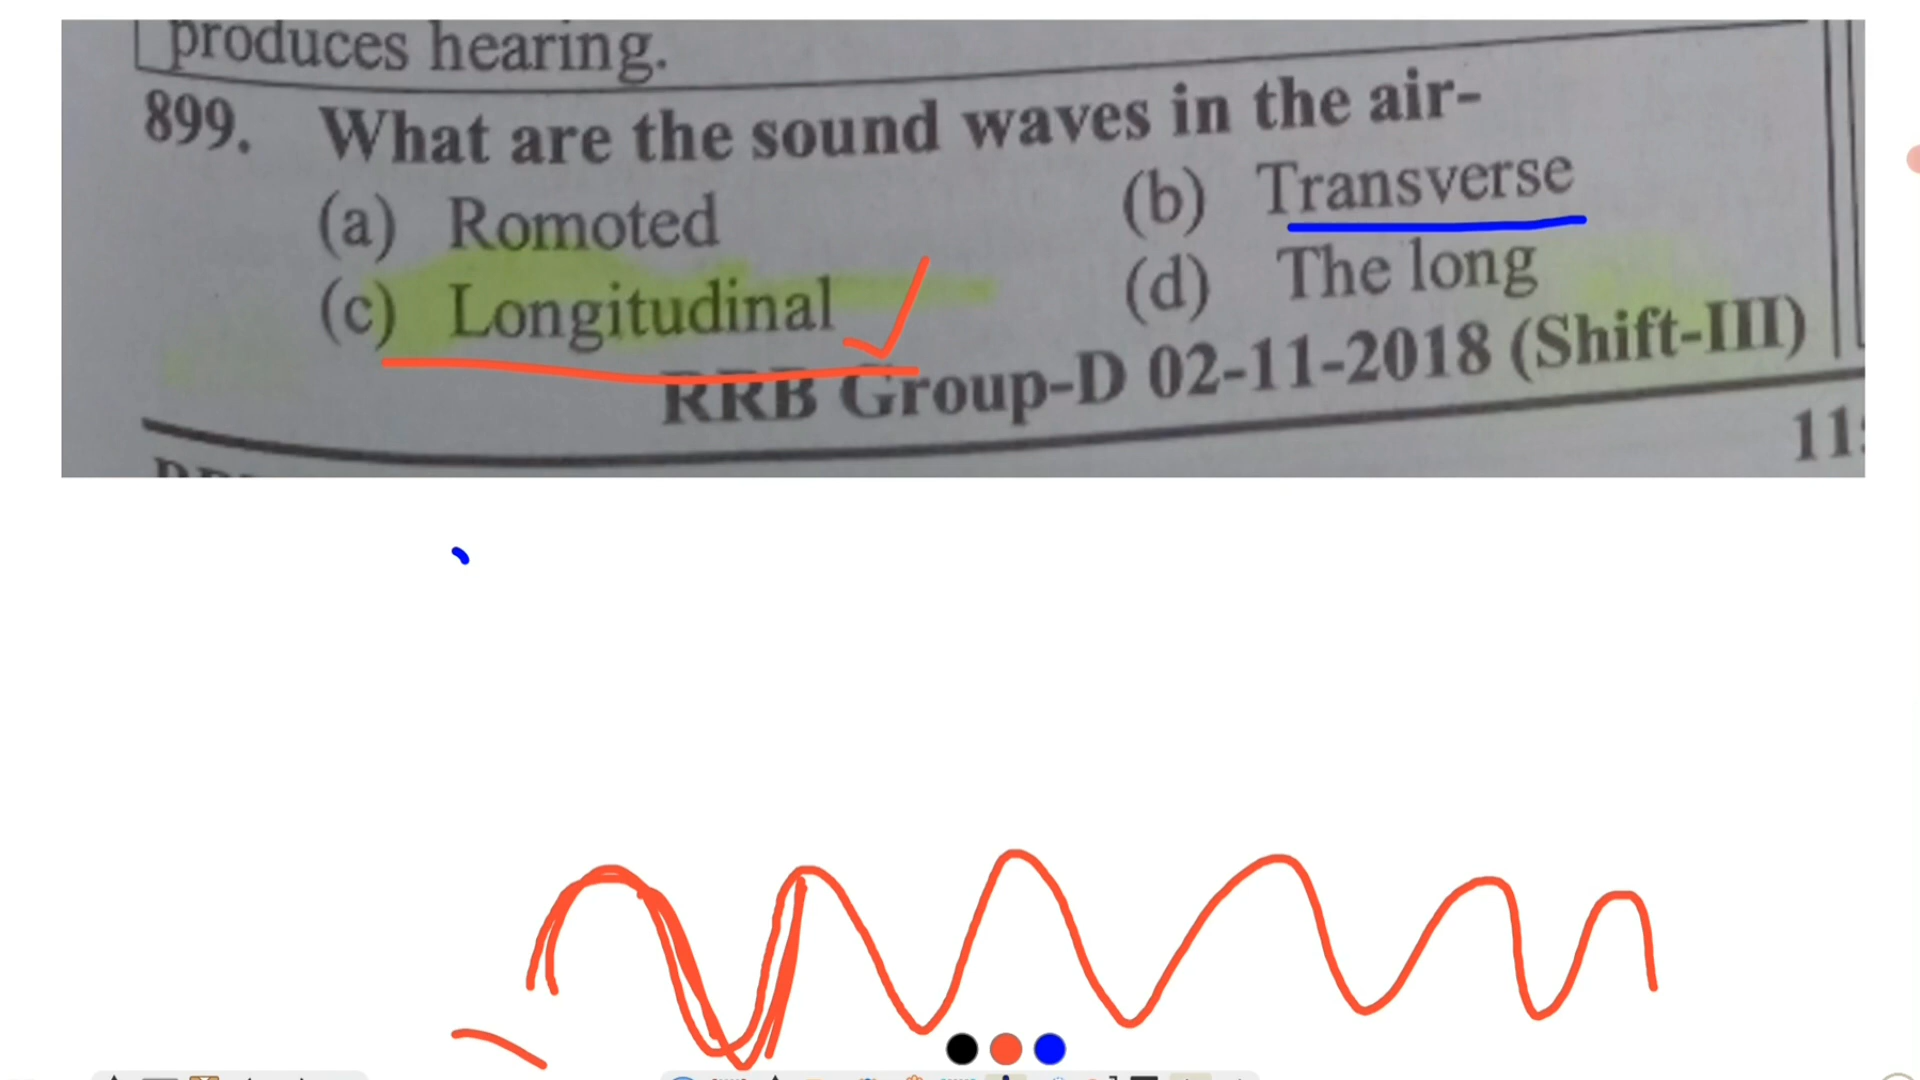 produces hearing.
899. What are the sound waves in the air-
(a) Romoted (b) Transverse
(c) Longitudinal (d) The long
RRB Group-D 02-11-2018 (Shift-III)